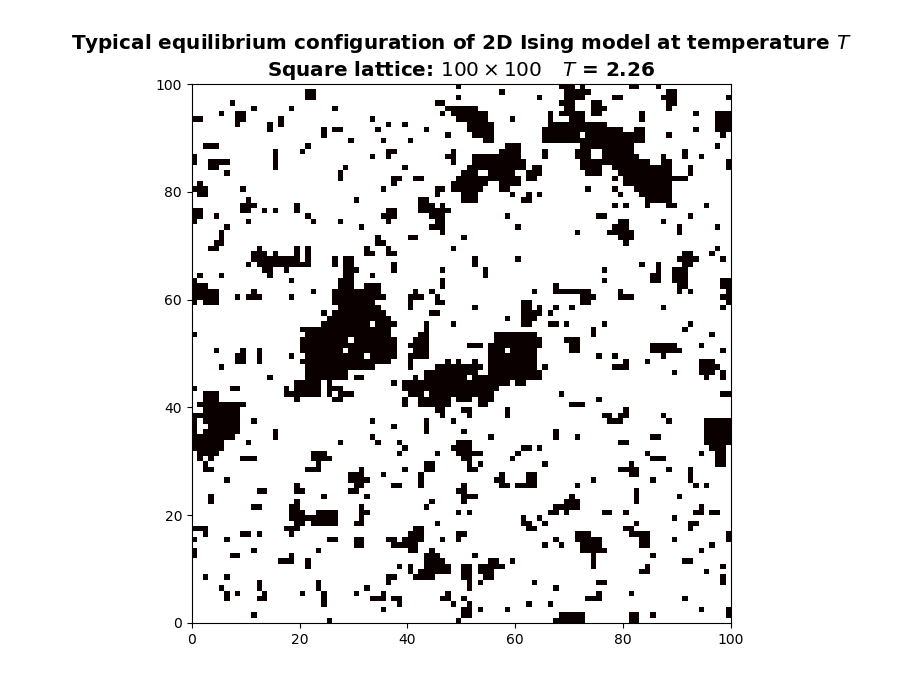 Typical equilibrium configuration of 2D Ising model at temperature T
Square lattice: 100 × 100 T = 2.26
100
80
60
40
20
0
0 20 40 60 80 100